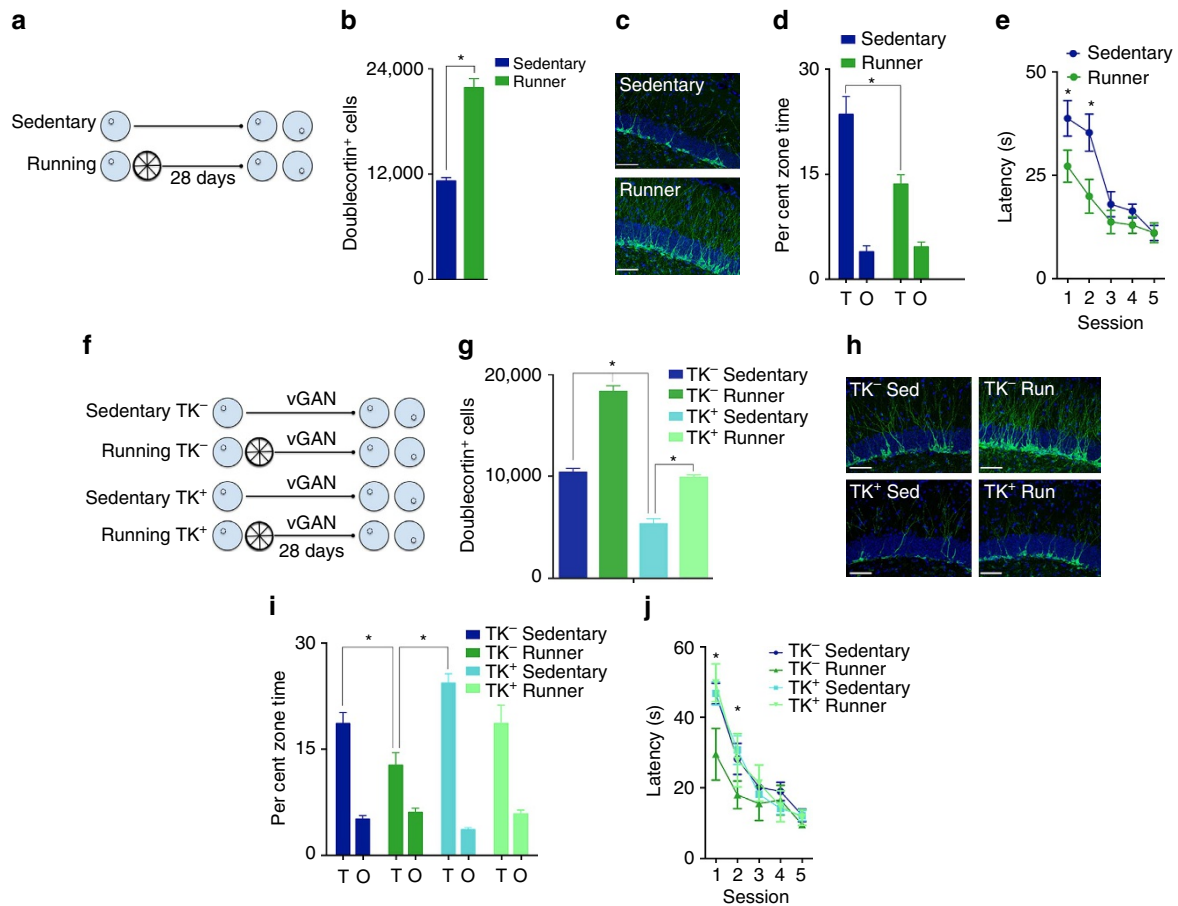 a
Sedentary
Running
28 days
b
Doublecortin⁺ cells
24,000
12,000
0
*
Sedentary
Runner
c
Sedentary
Runner
d
Sedentary
Runner
Per cent zone time
30
15
0
*
T O T O
e
Sedentary
Runner
Latency (s)
50
25
0
* *
1 2 3 4 5
Session
f
Sedentary TK⁻ vGAN
Running TK⁻ vGAN
Sedentary TK⁺ vGAN
Running TK⁺ vGAN
28 days
g
Doublecortin⁺ cells
20,000
10,000
0
*
*
TK⁻ Sedentary
TK⁻ Runner
TK⁺ Sedentary
TK⁺ Runner
h
TK⁻ Sed
TK⁻ Run
TK⁺ Sed
TK⁺ Run
i
Per cent zone time
30
15
0
* *
TK⁻ Sedentary
TK⁻ Runner
TK⁺ Sedentary
TK⁺ Runner
T O T O T O T O
j
Latency (s)
60
40
20
0
*
*
TK⁻ Sedentary
TK⁻ Runner
TK⁺ Sedentary
TK⁺ Runner
1 2 3 4 5
Session